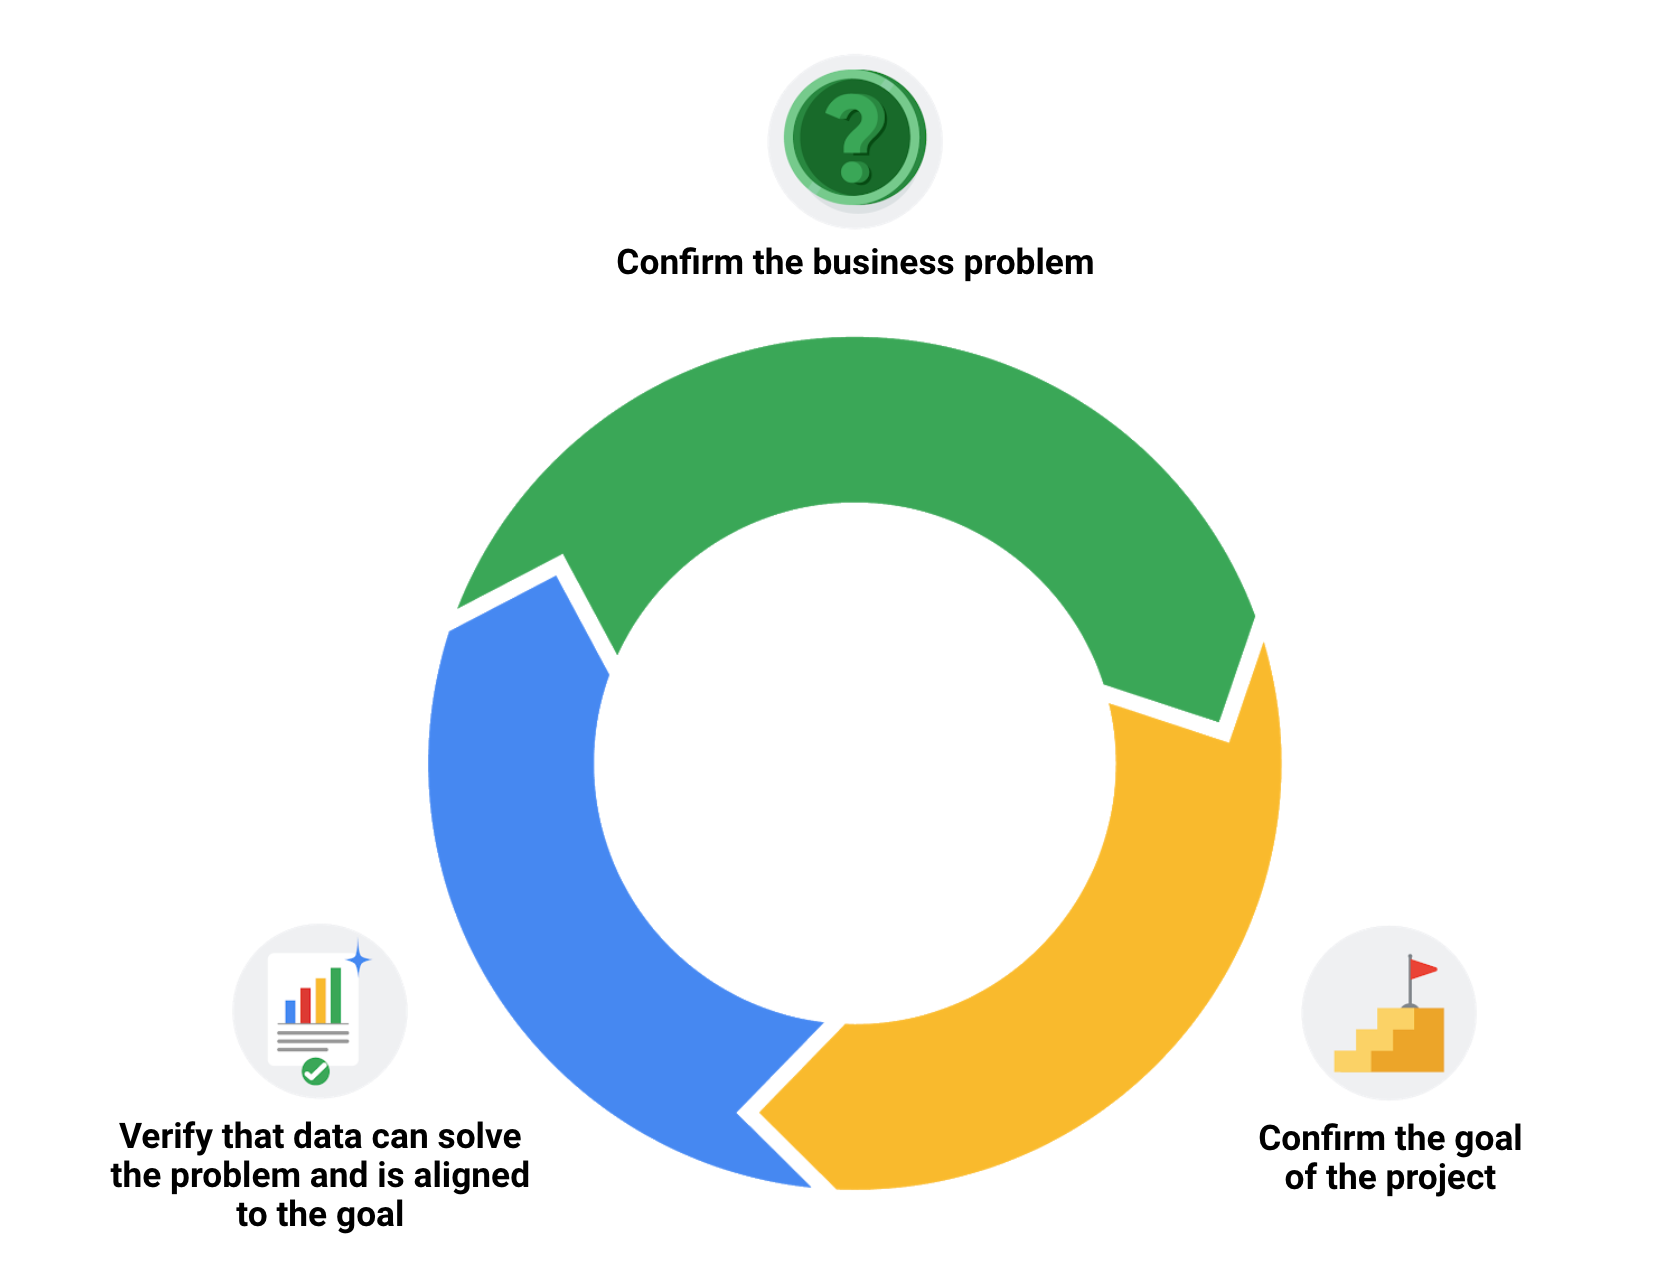 Confirm the business problem
Verify that data can solve
the problem and is aligned
to the goal
Confirm the goal
of the project